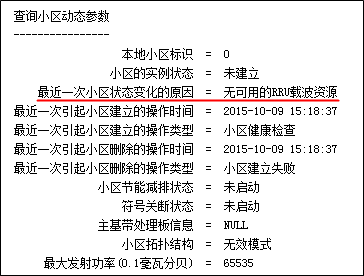 查询小区动态参数
----------------
本地小区标识 = 0
小区的实例状态 = 未建立
最近一次小区状态变化的原因 = 无可用的RRU载波资源
最近一次引起小区建立的操作时间 = 2015-10-09 15:18:37
最近一次引起小区建立的操作类型 = 小区健康检查
最近一次引起小区删除的操作时间 = 2015-10-09 15:18:37
最近一次引起小区删除的操作类型 = 小区建立失败
小区节能减排状态 = 未启动
符号关断状态 = 未启动
主基带处理板信息 = NULL
小区拓扑结构 = 无效模式
最大发射功率(0.1毫瓦分贝) = 65535